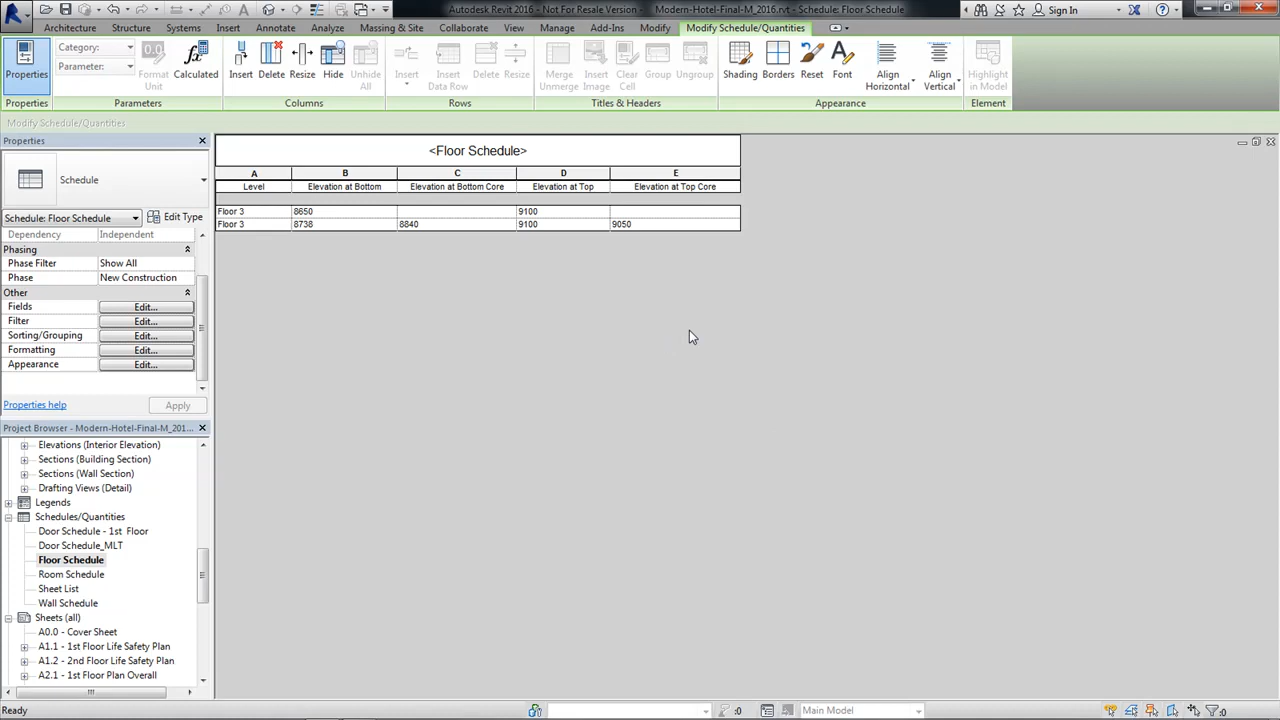 Autodesk Revit 2016 - Not For Resale Version - Modern-Hotel-Final-M_2016.rvt - Schedule: Floor Schedule
Sign In
Architecture Structure Systems Insert Annotate Analyze Massing & Site Collaborate View Manage Add-Ins Modify Modify Schedule/Quantities
Properties
Category:
Parameter:
0.0
Format Unit
fx
Calculated
Insert
Delete
Resize
Hide
Unhide All
Insert
Insert Data Row
Delete
Resize
Merge Unmerge
Insert Image
Clear Cell
Group
Ungroup
Shading
Borders
Reset
Font
Align Horizontal
Align Vertical
Highlight in Model
Properties Parameters Columns Rows Titles & Headers Appearance Element
Modify Schedule/Quantities
Properties
Schedule
Schedule: Floor Schedule Edit Type
Dependency Independent
Phasing
Phase Filter Show All
Phase New Construction
Other
Fields Edit...
Filter Edit...
Sorting/Grouping Edit...
Formatting Edit...
Appearance Edit...
Properties help Apply
Project Browser - Modern-Hotel-Final-M_201...
Elevations (Interior Elevation)
Sections (Building Section)
Sections (Wall Section)
Drafting Views (Detail)
Legends
Schedules/Quantities
Door Schedule - 1st Floor
Door Schedule_MLT
Floor Schedule
Room Schedule
Sheet List
Wall Schedule
Sheets (all)
A0.0 - Cover Sheet
A1.1 - 1st Floor Life Safety Plan
A1.2 - 2nd Floor Life Safety Plan
A2.1 - 1st Floor Plan Overall
<Floor Schedule>
A B C D E
Level Elevation at Bottom Elevation at Bottom Core Elevation at Top Elevation at Top Core
Floor 3 8650 9100
Floor 3 8738 8840 9100 9050
Ready
:0
Main Model
:0